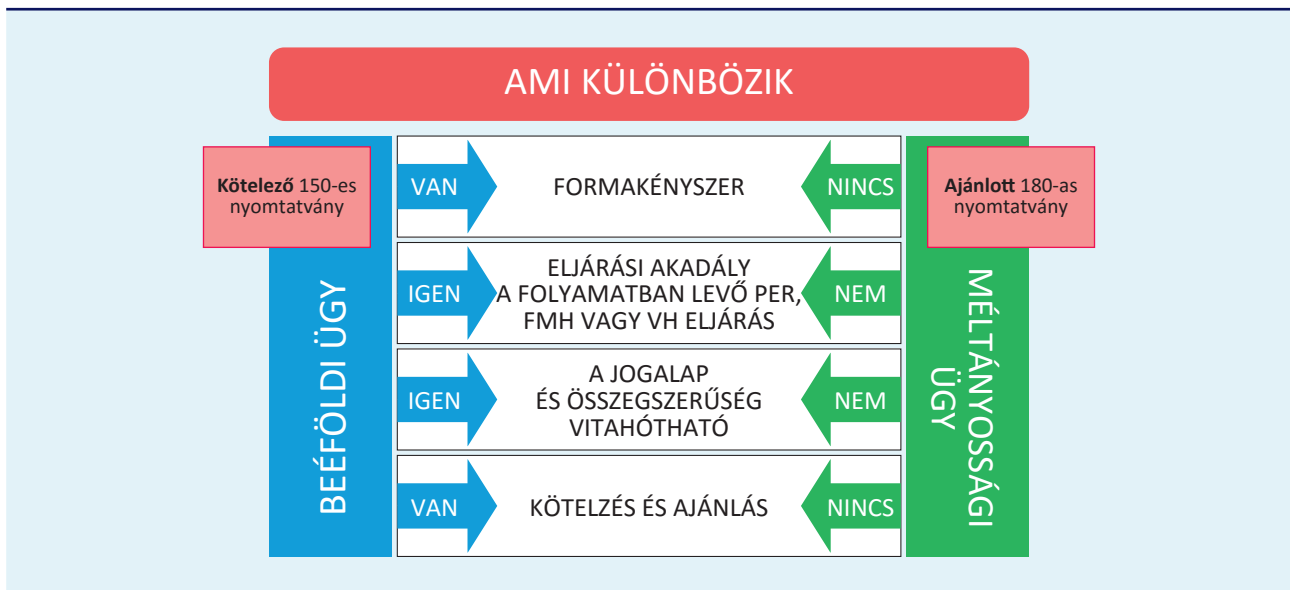 AMI KÜLÖNBÖZIK
Kötelező 150-es
nyomtatvány
VAN
FORMAKÉNYSZER
NINCS
Ajánlott 180-as
nyomtatvány
BEÉFÖLDI ÜGY
IGEN
ELJÁRÁSI AKADÁLY
A FOLYAMATBAN LEVŐ PER,
FMH VAGY VH ELJÁRÁS
NEM
MÉLTÁNYOSSÁGI
ÜGY
IGEN
A JOGALAP
ÉS ÖSSZEGSZERŰSÉG
VITAHÓTHATÓ
NEM
VAN
KÖTELZÉS ÉS AJÁNLÁS
NINCS